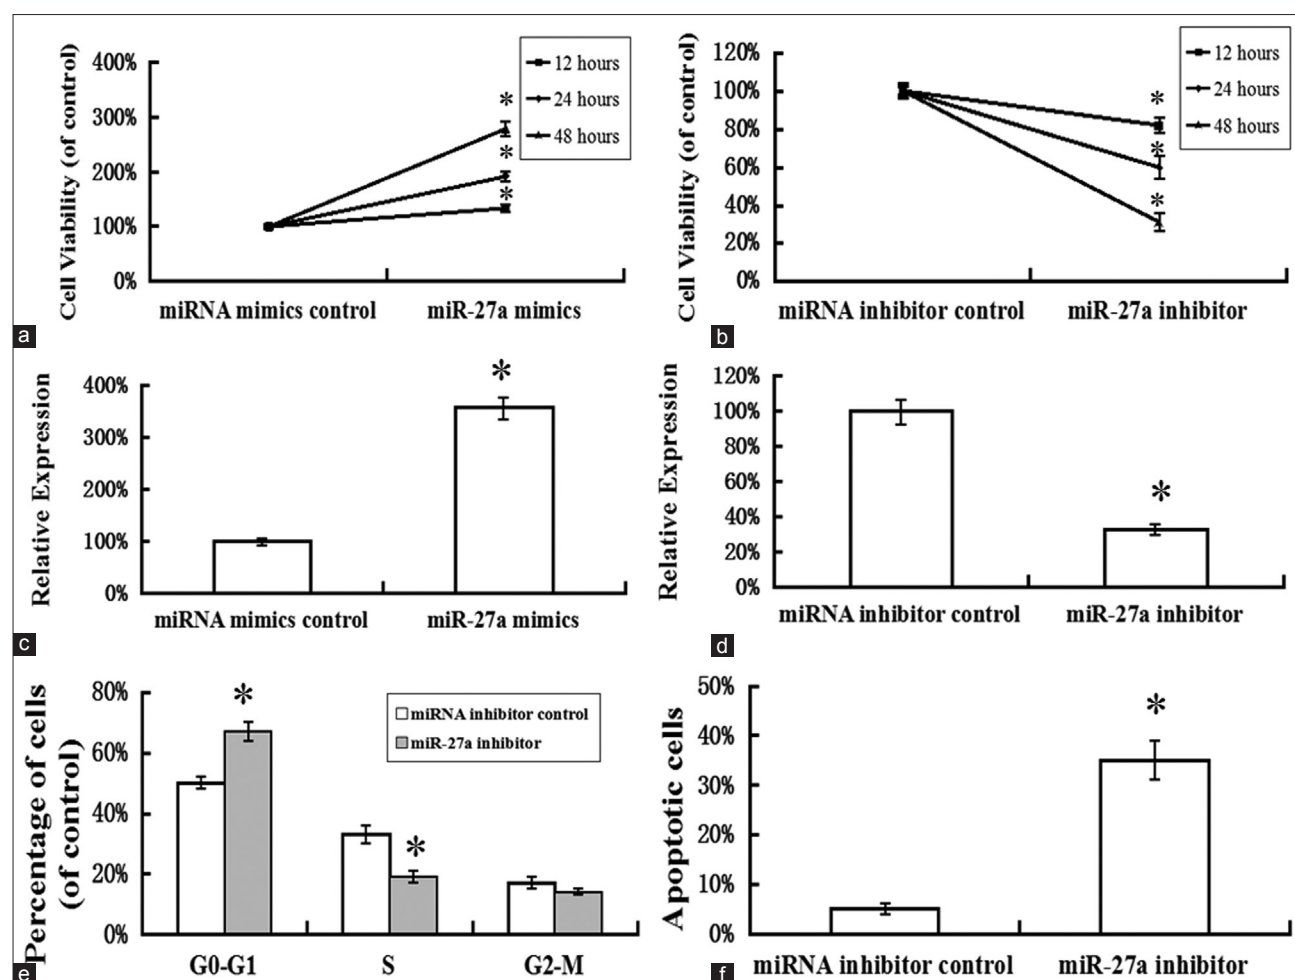 Cell Viability (of control)
400%
300%
200%
100%
0%
12 hours
24 hours
48 hours
*
*
*
miRNA mimics control
miR-27a mimics
a
Cell Viability (of control)
120%
100%
80%
60%
40%
20%
0%
12 hours
24 hours
48 hours
*
*
*
miRNA inhibitor control
miR-27a inhibitor
b
Relative Expression
400%
300%
200%
100%
0%
*
miRNA mimics control
miR-27a mimics
c
Relative Expression
120%
100%
80%
60%
40%
20%
0%
*
miRNA inhibitor control
miR-27a inhibitor
d
Percentage of cells
(of control)
80%
60%
40%
20%
0%
*
*
miRNA inhibitor control
miR-27a inhibitor
G0-G1
S
G2-M
e
Apoptotic cells
50%
40%
30%
20%
10%
0%
*
miRNA inhibitor control
miR-27a inhibitor
f